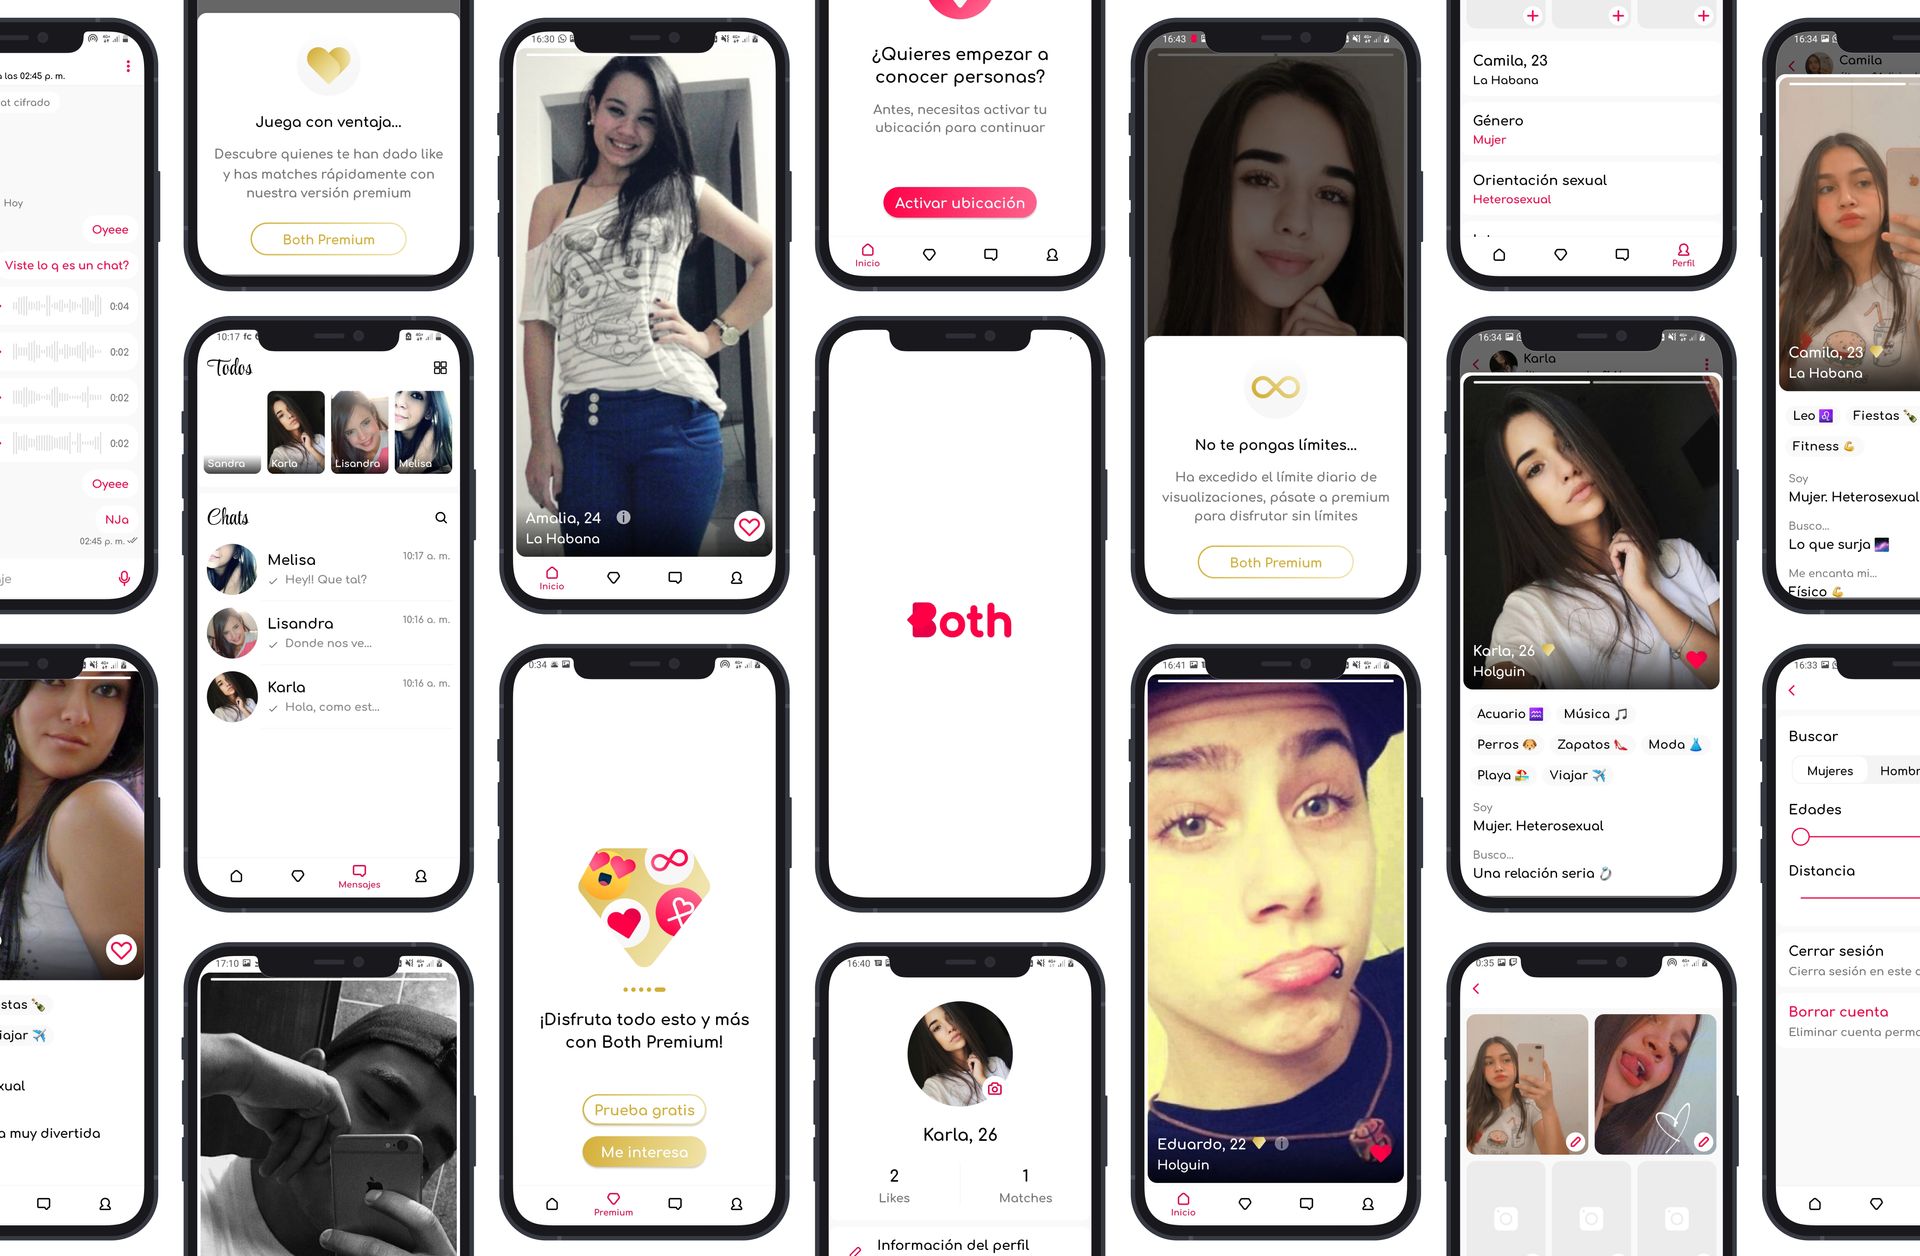 a las 02:45 p. m.
at cifrado
Hoy
Oyeee
Viste lo q es un chat?
0:04
0:02
0:02
0:02
Oyeee
NJa
02:45 p. m.
je
stas
iajar
xual
a muy divertida
Juega con ventaja...
Descubre quienes te han dado like
y has matches rápidamente con
nuestra versión premium
Both Premium
10:17 fc
Todos
Sandra
Karla
Lisandra
Melisa
Chats
Melisa
10:17 a. m.
Hey!! Que tal?
Lisandra
10:16 a. m.
Donde nos ve...
Karla
10:16 a. m.
Hola, como est...
Mensajes
17:10
16:30
Amalia, 24
La Habana
Inicio
0:34
¡Disfruta todo esto y más
con Both Premium!
Prueba gratis
Me interesa
Premium
¿Quieres empezar a
conocer personas?
Antes, necesitas activar tu
ubicación para continuar
Activar ubicación
Inicio
Both
16:40
Karla, 26
2
Likes
1
Matches
Información del perfil
16:43
No te pongas límites...
Ha excedido el límite diario de
visualizaciones, pásate a premium
para disfrutar sin límites
Both Premium
16:41
Eduardo, 22
Holguin
Inicio
Camila, 23
La Habana
Género
Mujer
Orientación sexual
Heterosexual
Perfil
16:34
Karla
Karla, 26
Holguin
Acuario
Música
Perros
Zapatos
Moda
Playa
Viajar
Soy
Mujer. Heterosexual
Busco...
Una relación seria
0:35
16:34
Camila
Camila, 23
La Habana
Leo
Fiestas
Fitness
Soy
Mujer. Heterosexual
Busco...
Lo que surja
Me encanta mi...
Físico
16:33
Buscar
Mujeres
Hombr
Edades
Distancia
Cerrar sesión
Cierra sesión en este
Borrar cuenta
Eliminar cuenta perma